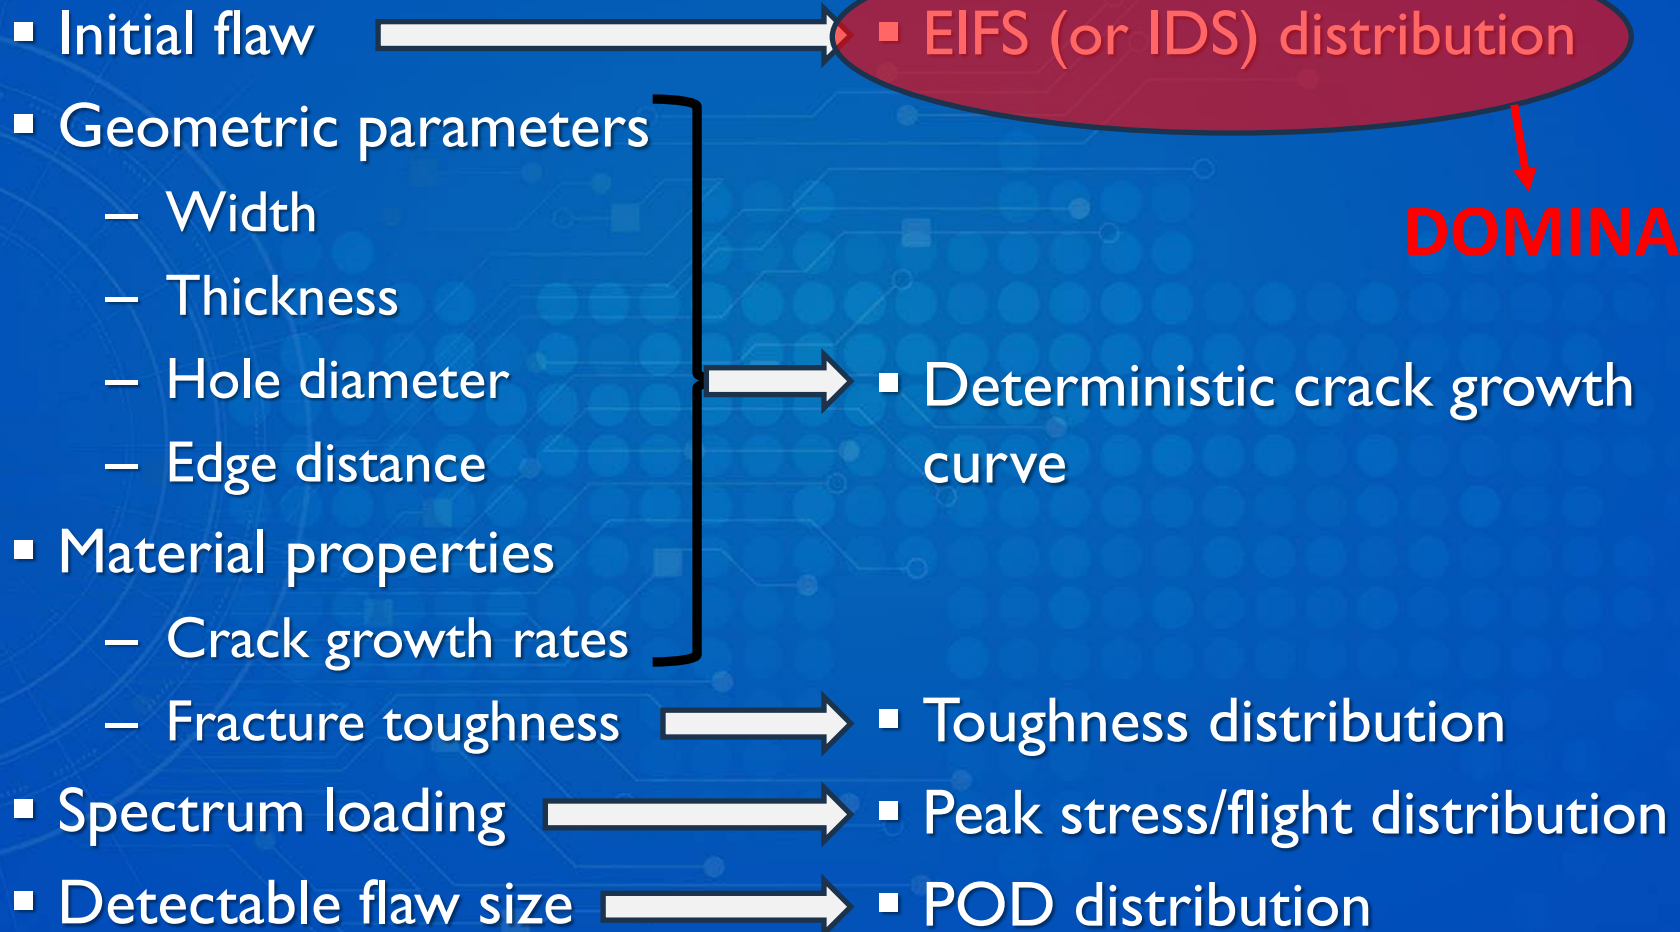 ▪ Initial flaw
▪ EIFS (or IDS) distribution
▪ Geometric parameters
– Width
DOMINA
– Thickness
– Hole diameter
▪ Deterministic crack growth
curve
– Edge distance
▪ Material properties
– Crack growth rates
– Fracture toughness
▪ Toughness distribution
▪ Spectrum loading
▪ Peak stress/flight distribution
▪ Detectable flaw size
▪ POD distribution